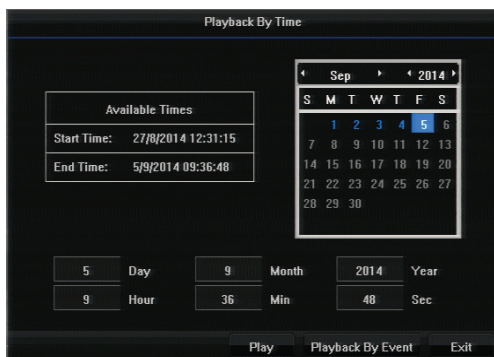 Playback By Time
Sep 2014
S M T W T F S
1 2 3 4 5 6
7 8 9 10 11 12 13
14 15 16 17 18 19 20
21 22 23 24 25 26 27
28 29 30
Available Times
Start Time: 27/8/2014 12:31:15
End Time: 5/9/2014 09:36:48
5 Day 9 Month 2014 Year
9 Hour 36 Min 48 Sec
Play Playback By Event Exit